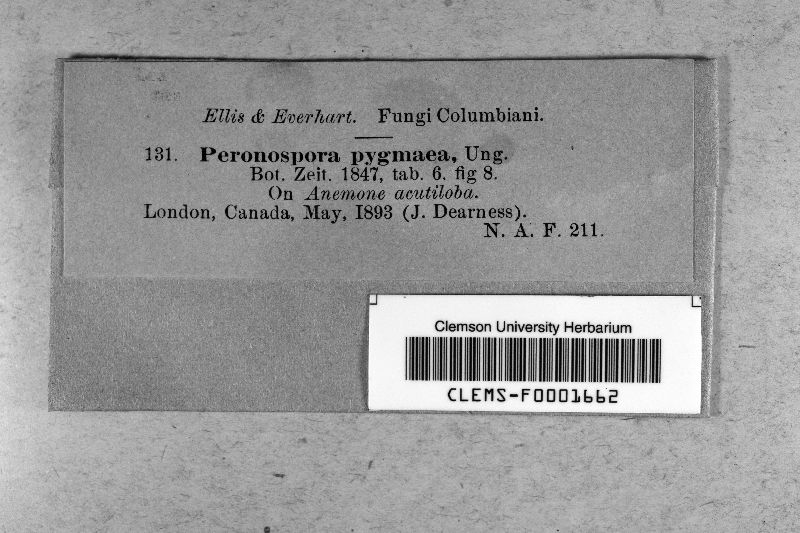 Ellis & Everhart. Fungi Columbiani.
131. Peronospora pygmaea, Ung.
Bot. Zeit. 1847, tab. 6. fig 8.
On Anemone acutiloba.
London, Canada, May, 1893 (J. Dearness).
N. A. F. 211.
Clemson University Herbarium
CLEMS-F0001662